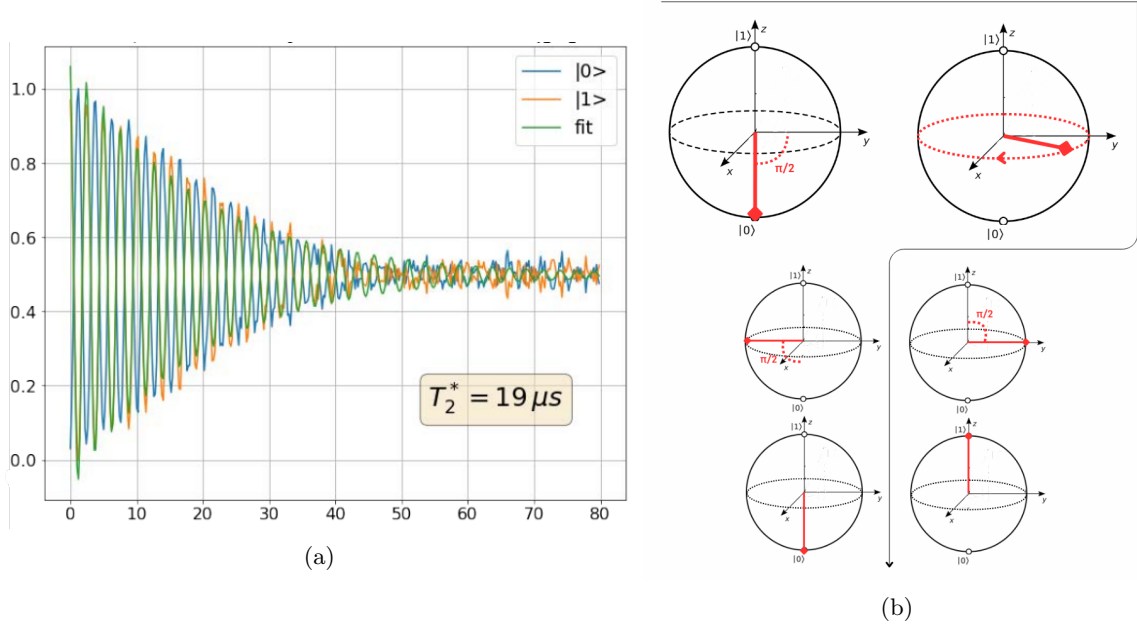 |0>
|1>
fit
1.0
0.8
0.6
0.4
0.2
0.0
T₂* = 19 μs
0 10 20 30 40 50 60 70 80
(a)
|1⟩ z
y
x
π/2
|0⟩
|1⟩ z
y
x
|0⟩
|1⟩ z
y
x
π/2
|0⟩
|1⟩ z
π/2
y
x
|0⟩
|1⟩ z
y
x
|0⟩
|1⟩ z
y
x
|0⟩
(b)